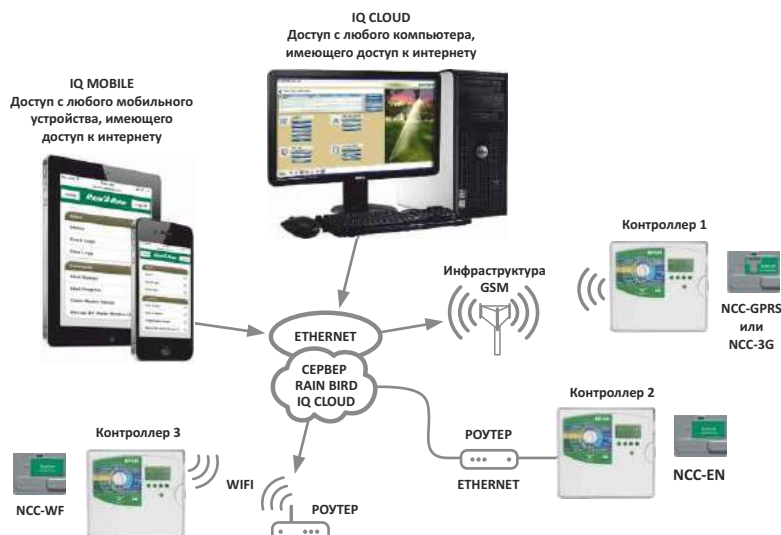 IQ CLOUD
Доступ с любого компьютера,
имеющего доступ к интернету
IQ MOBILE
Доступ с любого мобильного
устройства, имеющего
доступ к интернету
RAIN BIRD
Контроллер 1
Инфраструктура
GSM
NCC-GPRS
или
NCC-3G
ETHERNET
СЕРВЕР
RAIN BIRD
IQ CLOUD
Контроллер 2
РОУТЕР
ETHERNET
NCC-EN
Контроллер 3
NCC-WF
WIFI
РОУТЕР